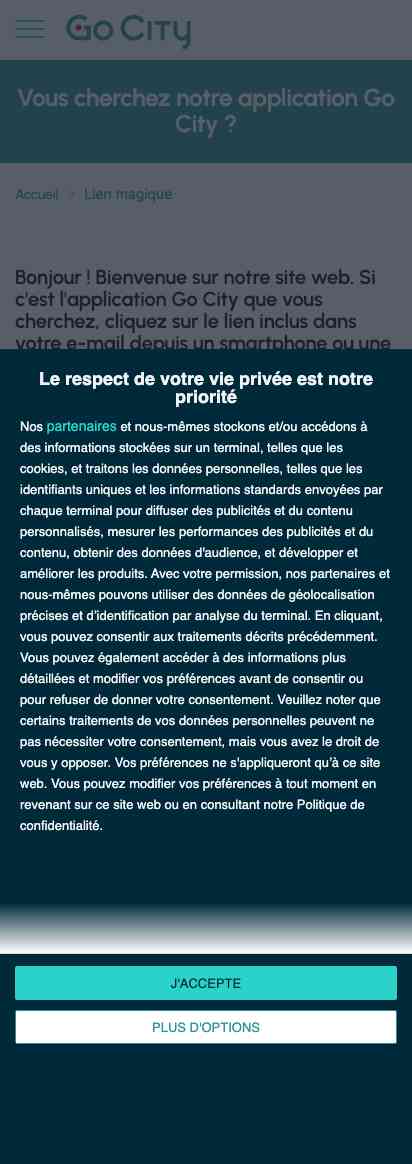 Go City
Vous cherchez notre application Go
City ?
Accueil > Lien magique
Bonjour ! Bienvenue sur notre site web. Si
c'est l'application Go City que vous
cherchez, cliquez sur le lien inclus dans
votre e-mail depuis un smartphone ou une
Le respect de votre vie privée est notre
priorité
Nos partenaires et nous-mêmes stockons et/ou accédons à
des informations stockées sur un terminal, telles que les
cookies, et traitons les données personnelles, telles que les
identifiants uniques et les informations standards envoyées par
chaque terminal pour diffuser des publicités et du contenu
personnalisés, mesurer les performances des publicités et du
contenu, obtenir des données d'audience, et développer et
améliorer les produits. Avec votre permission, nos partenaires et
nous-mêmes pouvons utiliser des données de géolocalisation
précises et d’identification par analyse du terminal. En cliquant,
vous pouvez consentir aux traitements décrits précédemment.
Vous pouvez également accéder à des informations plus
détaillées et modifier vos préférences avant de consentir ou
pour refuser de donner votre consentement. Veuillez noter que
certains traitements de vos données personnelles peuvent ne
pas nécessiter votre consentement, mais vous avez le droit de
vous y opposer. Vos préférences ne s'appliqueront qu’à ce site
web. Vous pouvez modifier vos préférences à tout moment en
revenant sur ce site web ou en consultant notre Politique de
confidentialité.
J'ACCEPTE
PLUS D'OPTIONS